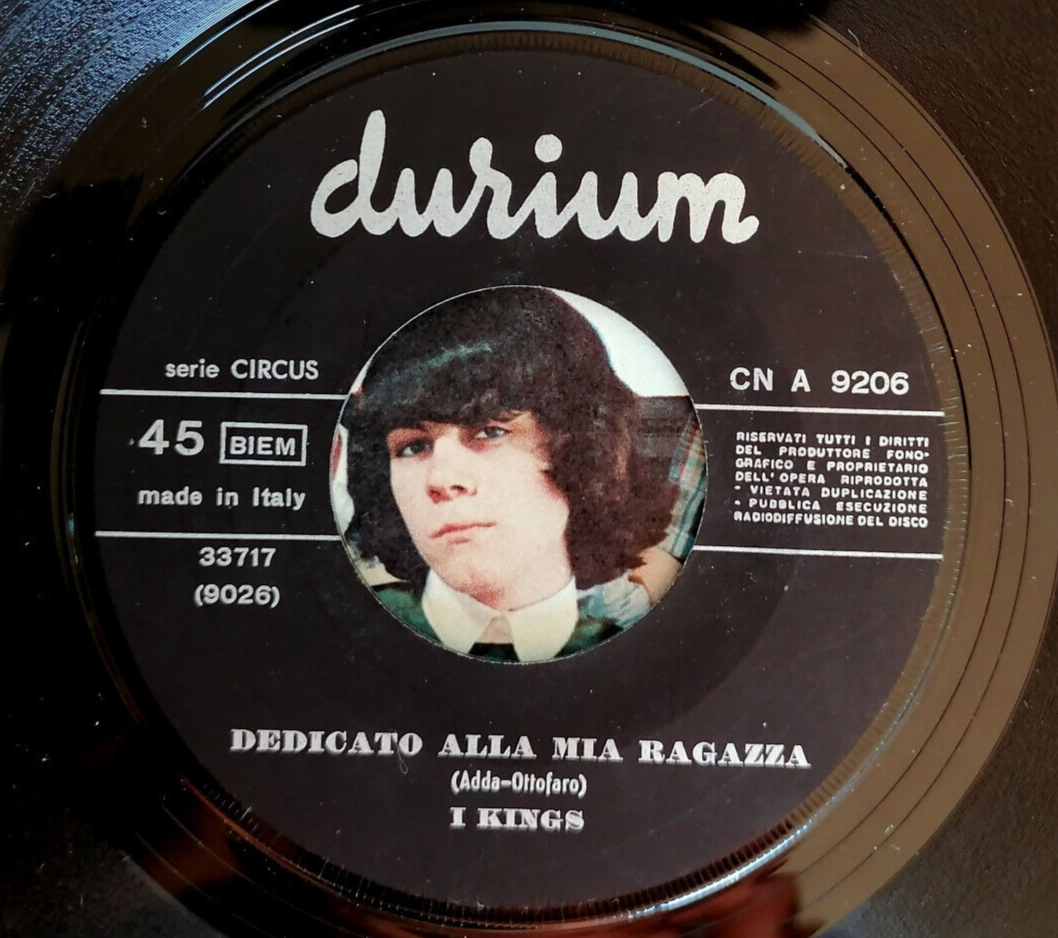 durium
serie CIRCUS
45 BIEM
made in Italy
33717
(9026)
CN A 9206
RISERVATI TUTTI I DIRITTI
DEL PRODUTTORE FONO-
GRAFICO E PROPRIETARIO
DELL'OPERA RIPRODOTTA
- VIETATA DUPLICAZIONE
- PUBBLICA ESECUZIONE
RADIODIFFUSIONE DEL DISCO
DEDICATO ALLA MIA RAGAZZA
(Adda-Ottofaro)
I KINGS